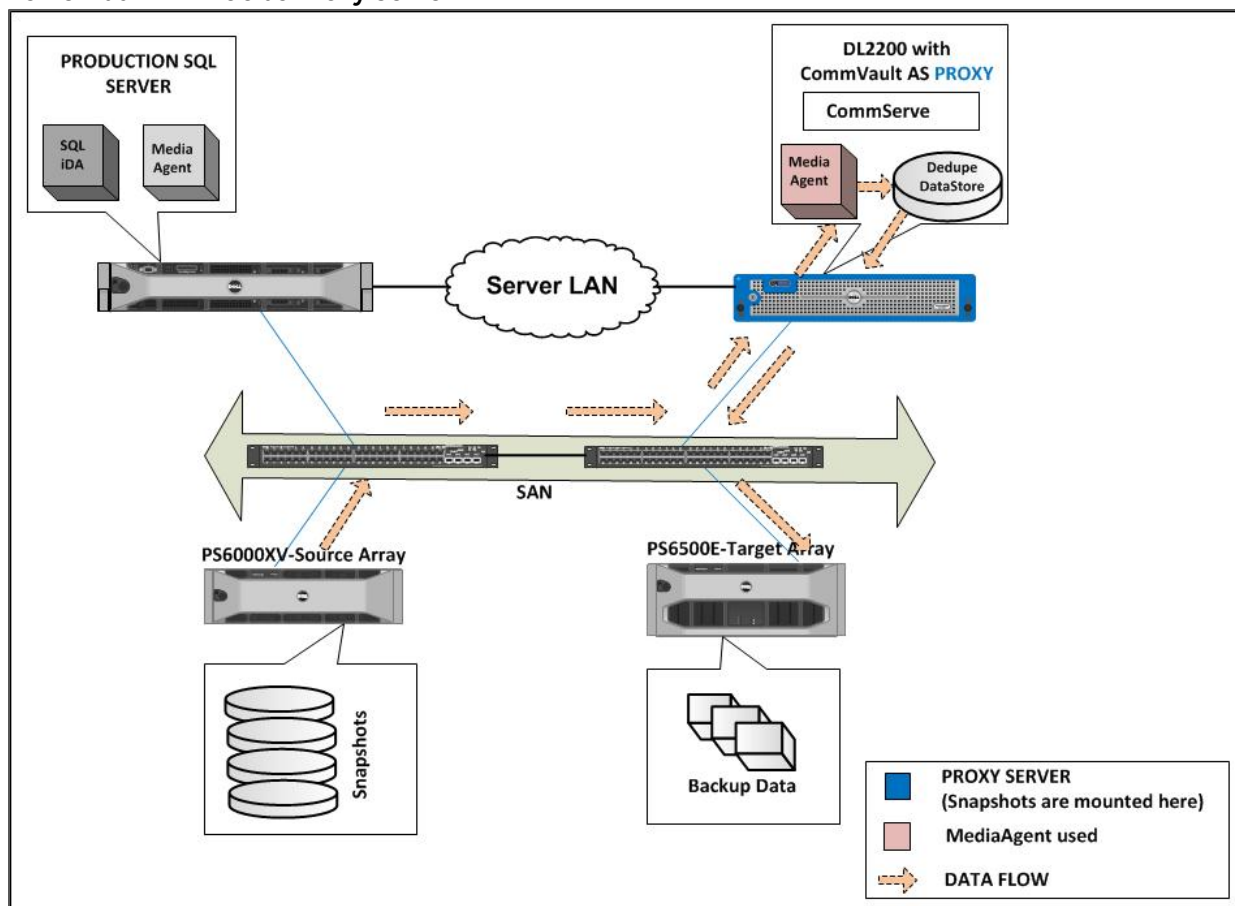 PRODUCTION SQL
SERVER
SQL
iDA
Media
Agent
DL2200 with
CommVault AS PROXY
CommServe
Media
Agent
Dedupe
DataStore
Server LAN
DELL
SAN
PS6000XV-Source Array
PS6500E-Target Array
Snapshots
Backup Data
PROXY SERVER
(Snapshots are mounted here)
MediaAgent used
DATA FLOW